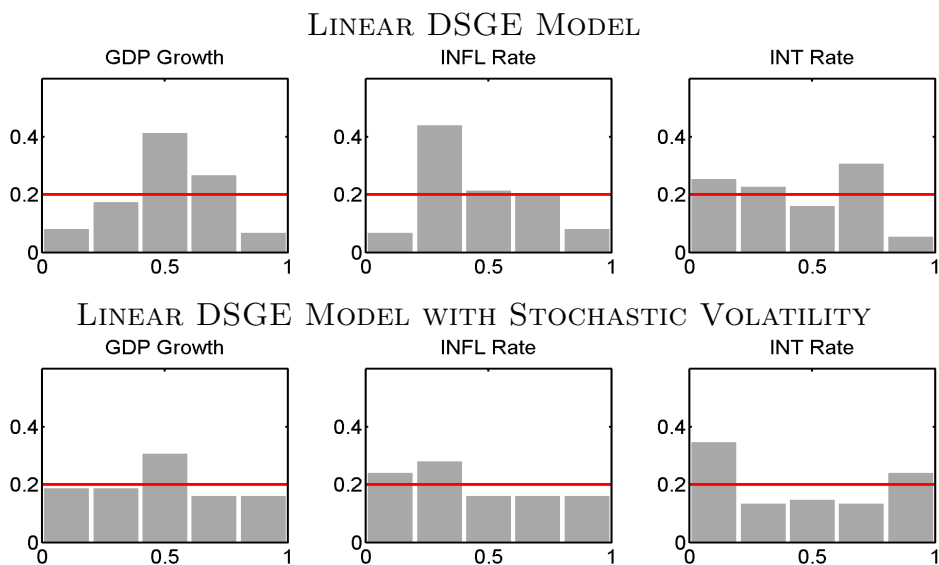 LINEAR DSGE MODEL
GDP Growth INFL Rate INT Rate
0.4 0.4 0.4
0.2 0.2 0.2
0 0 0
0 0.5 1 0 0.5 1 0 0.5 1
LINEAR DSGE MODEL WITH STOCHASTIC VOLATILITY
GDP Growth INFL Rate INT Rate
0.4 0.4 0.4
0.2 0.2 0.2
0 0 0
0 0.5 1 0 0.5 1 0 0.5 1